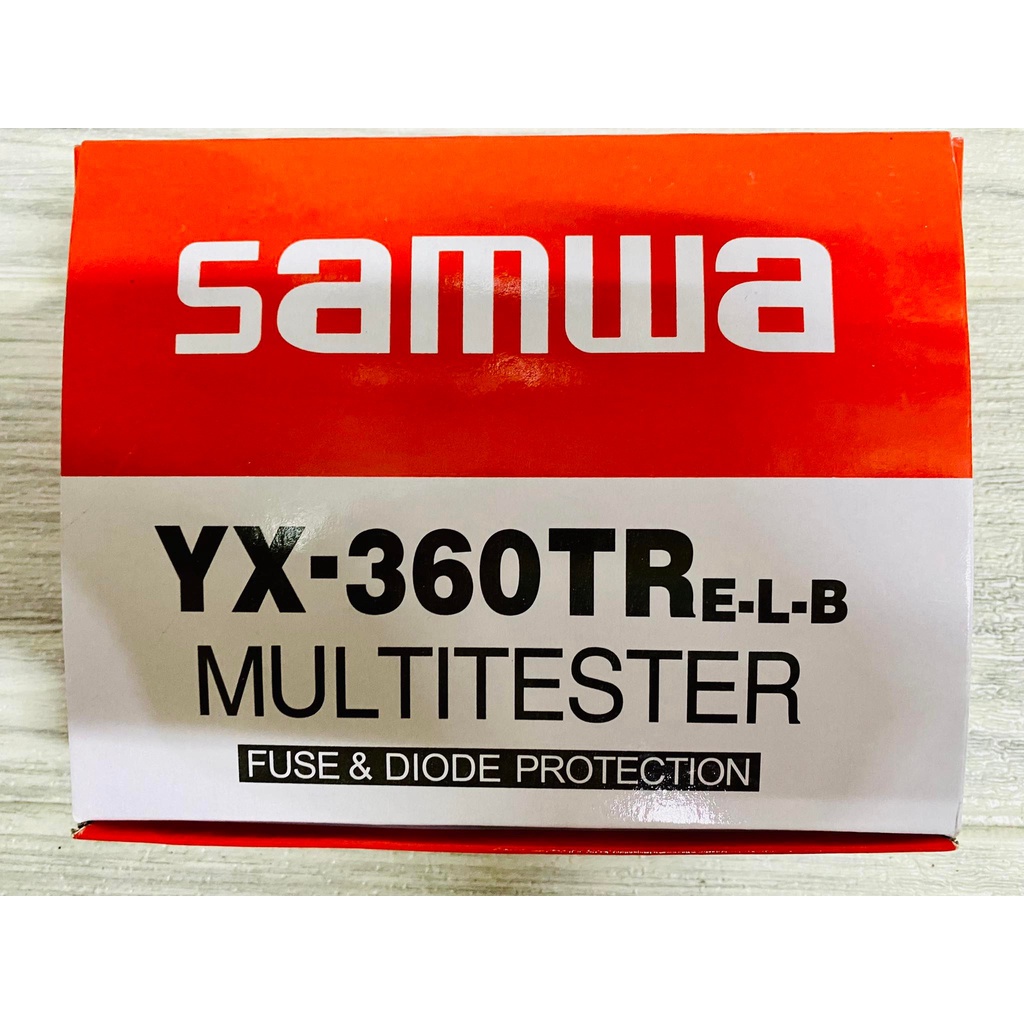 samwa
YX-360TRE-L-B
MULTITESTER
FUSE & DIODE PROTECTION